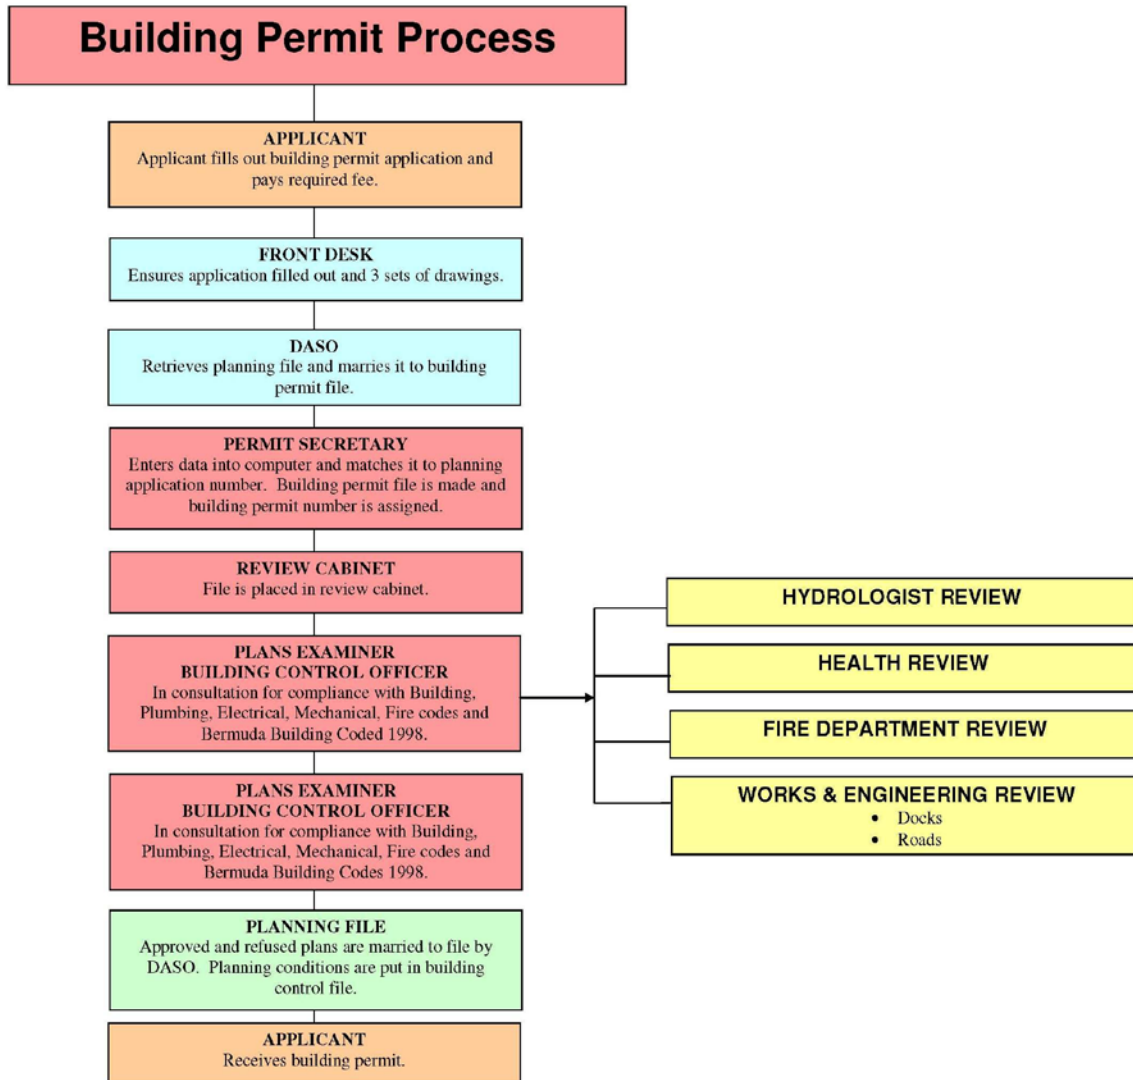 Building Permit Process
APPLICANT
Applicant fills out building permit application and
pays required fee.
FRONT DESK
Ensures application filled out and 3 sets of drawings.
DASO
Retrieves planning file and marries it to building
permit file.
PERMIT SECRETARY
Enters data into computer and matches it to planning
application number. Building permit file is made and
building permit number is assigned.
REVIEW CABINET
File is placed in review cabinet.
PLANS EXAMINER
BUILDING CONTROL OFFICER
In consultation for compliance with Building,
Plumbing, Electrical, Mechanical, Fire codes and
Bermuda Building Coded 1998.
HYDROLOGIST REVIEW
HEALTH REVIEW
FIRE DEPARTMENT REVIEW
WORKS & ENGINEERING REVIEW
• Docks
• Roads
PLANS EXAMINER
BUILDING CONTROL OFFICER
In consultation for compliance with Building,
Plumbing, Electrical, Mechanical, Fire codes and
Bermuda Building Codes 1998.
PLANNING FILE
Approved and refused plans are married to file by
DASO. Planning conditions are put in building
control file.
APPLICANT
Receives building permit.